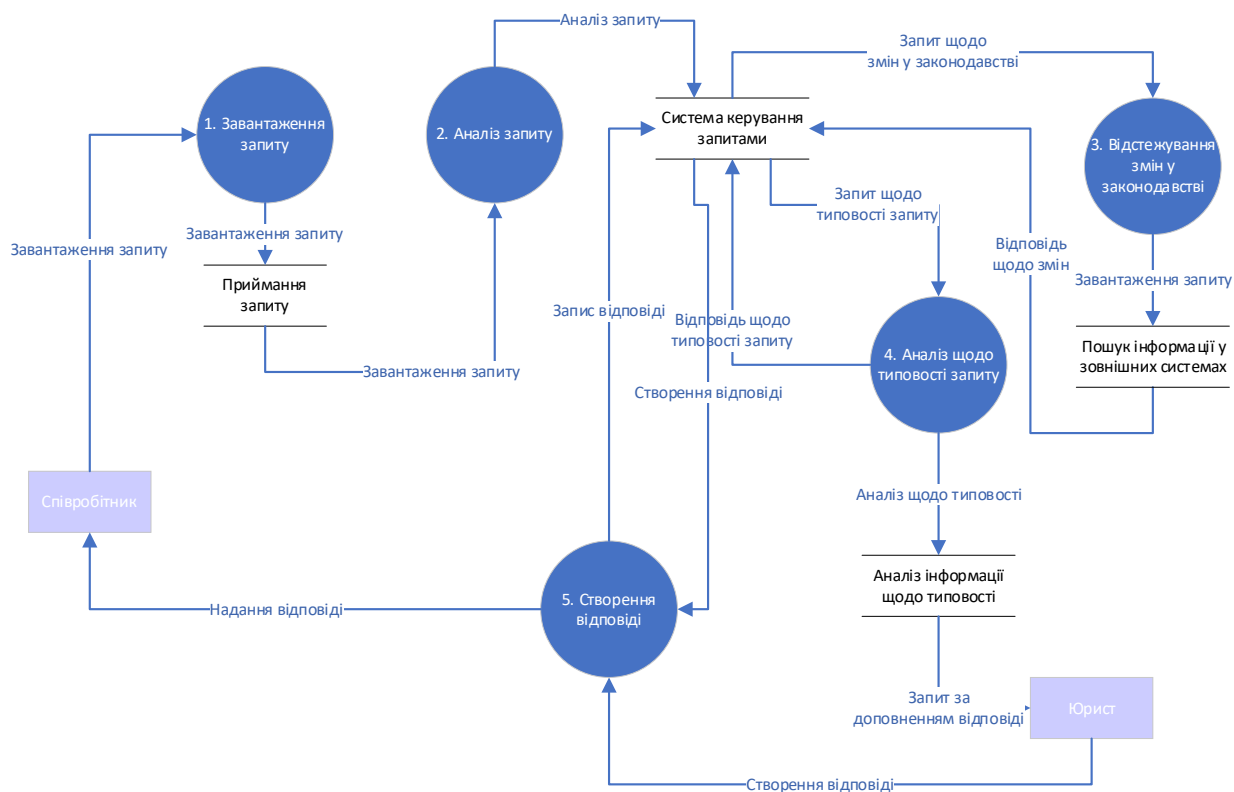 Аналіз запиту
Запит щодо
змін у законодавстві
1. Завантаження
запиту
2. Аналіз запиту
Система керування
запитами
3. Відстежування
змін у
законодавстві
Запит щодо
типовості запиту
Завантаження запиту
Завантаження запиту
Відповідь
щодо змін
Завантаження запиту
Приймання
запиту
Запис відповіді
Відповідь щодо
типовості запиту
4. Аналіз щодо
типовості запиту
Пошук інформації у
зовнішних системах
Завантаження запиту
Створення відповіді
Співробітник
Аналіз щодо типовості
Аналіз інформації
щодо типовості
5. Створення
відповіді
Надання відповіді
Запит за
доповненням відповіді
Юрист
Створення відповіді